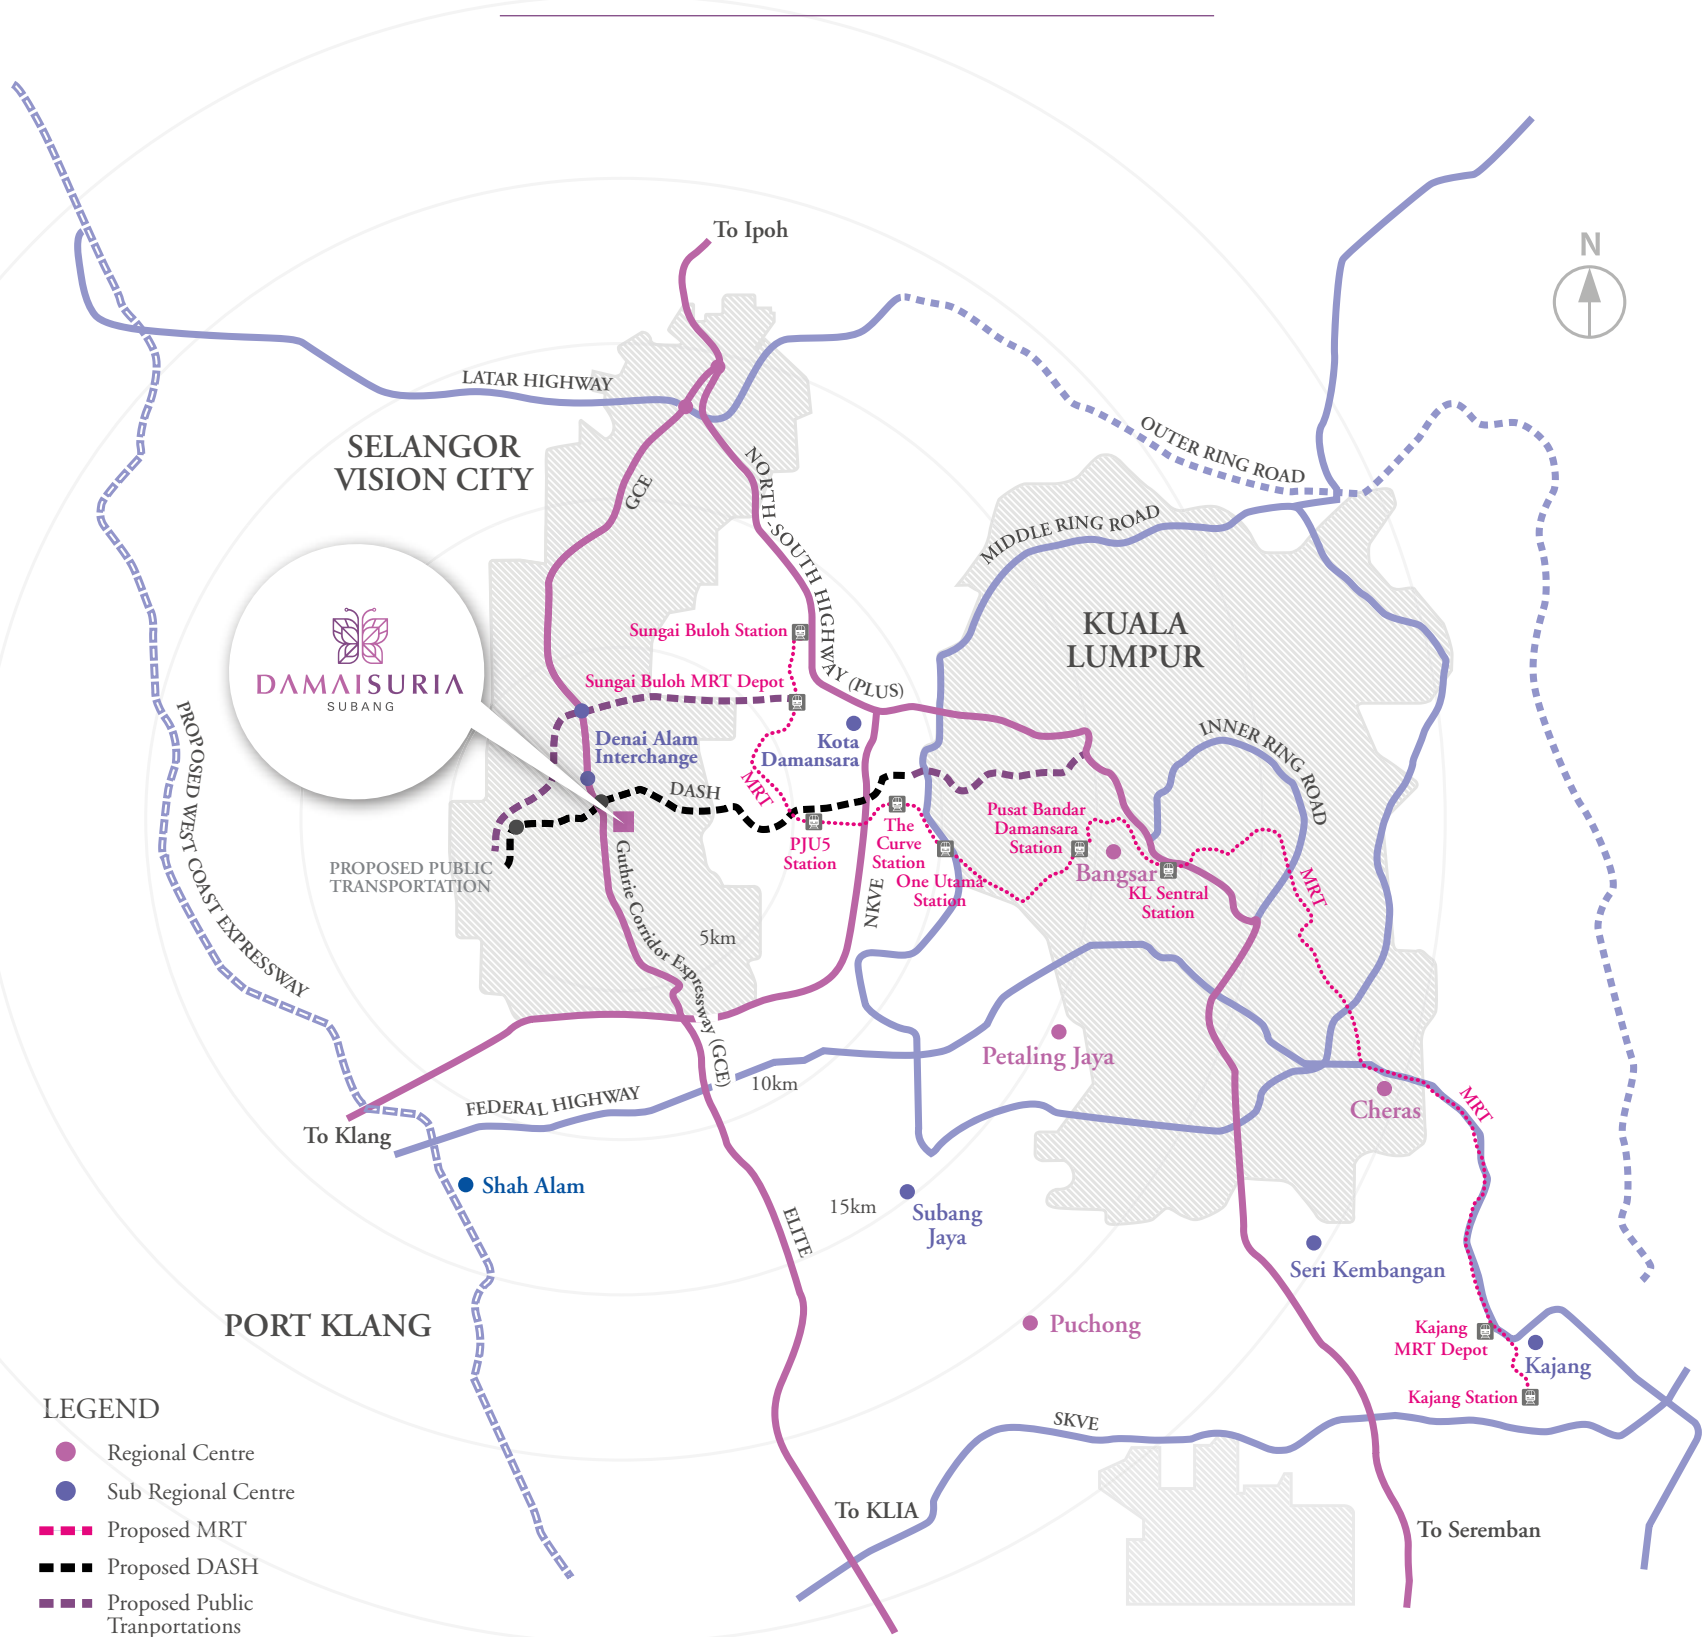 To Ipoh
N
LATAR HIGHWAY
OUTER RING ROAD
SELANGOR
VISION CITY
GCE
NORTH-SOUTH HIGHWAY (PLUS)
MIDDLE RING ROAD
KUALA
LUMPUR
Sungai Buloh Station
Sungai Buloh MRT Depot
DAMAISURIA
SUBANG
PROPOSED WEST COAST EXPRESSWAY
Denai Alam
Interchange
Kota
Damansara
INNER RING ROAD
MRT
DASH
PJU5
Station
The
Curve
Station
One Utama
Station
Pusat Bandar
Damansara
Station
Bangsar
KL Sentral
Station
MRT
PROPOSED PUBLIC
TRANSPORTATION
Guthrie Corridor Expressway (GCE)
NKVE
5km
Petaling Jaya
10km
FEDERAL HIGHWAY
To Klang
Cheras
MRT
Shah Alam
15km
Subang
Jaya
ELITE
Seri Kembangan
PORT KLANG
Puchong
Kajang
MRT Depot
Kajang
Kajang Station
SKVE
To KLIA
To Seremban
LEGEND
Regional Centre
Sub Regional Centre
Proposed MRT
Proposed DASH
Proposed Public
Tranportations